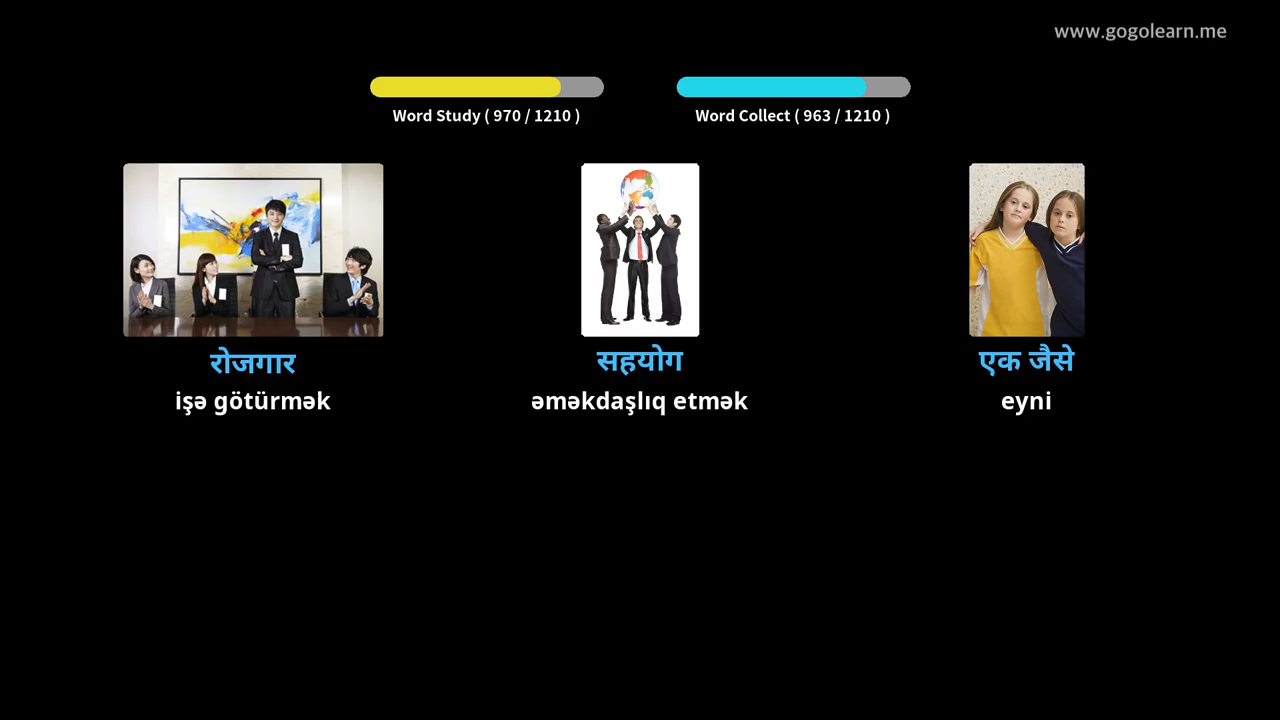 www.gogolearn.me
Word Study ( 970 / 1210 )
Word Collect ( 963 / 1210 )
रोजगार
işə götürmək
सहयोग
əməkdaşlıq etmək
एक जैसे
eyni